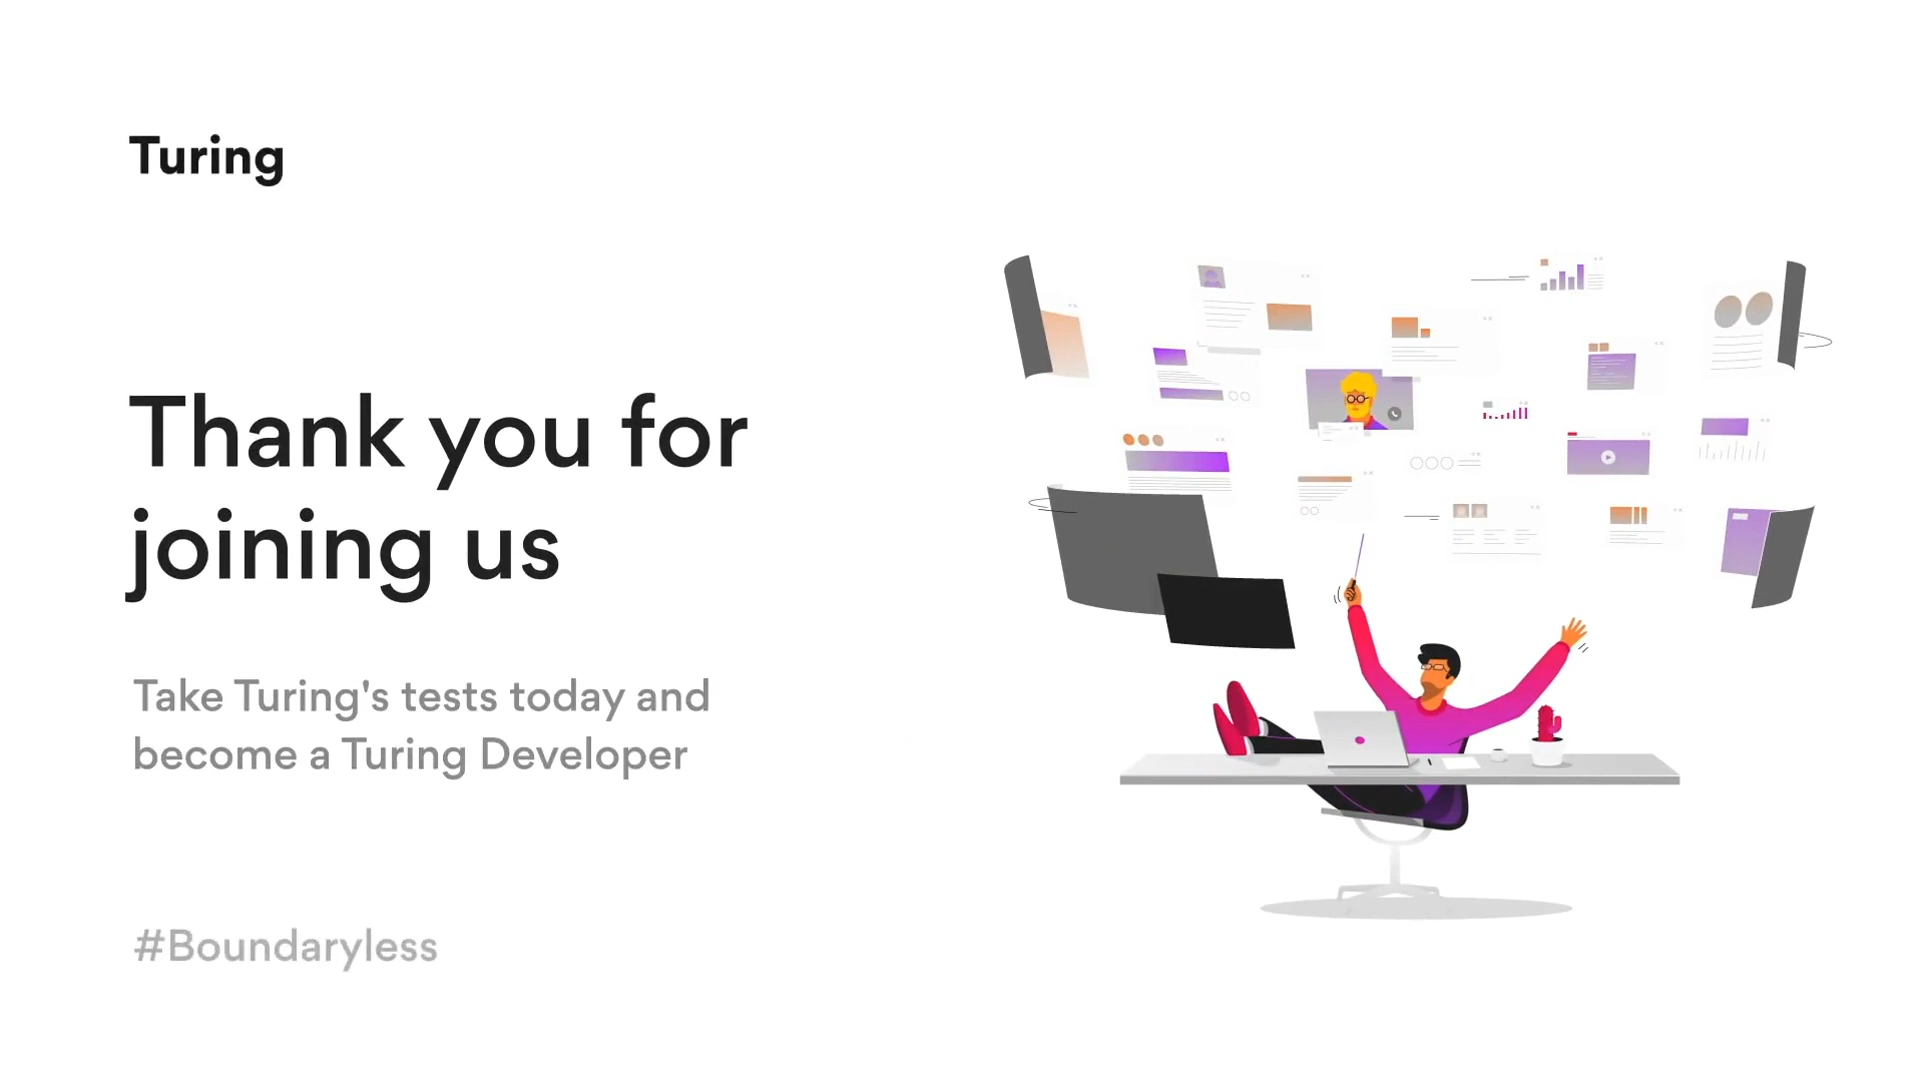 Turing
Thank you for
joining us
Take Turing's tests today and
become a Turing Developer
#Boundaryless